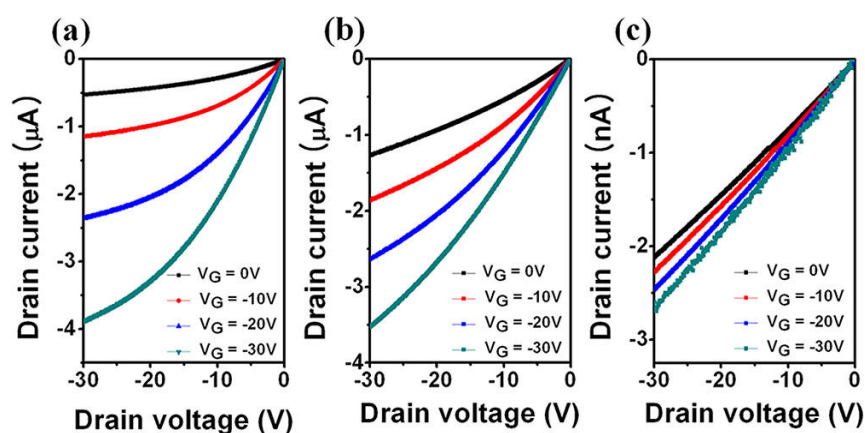 (a)
0
-1
-2
-3
-4
-30
-20
-10
0
Drain current (μA)
Drain voltage (V)
VG = 0V
VG = -10V
VG = -20V
VG = -30V
(b)
0
-1
-2
-3
-4
-30
-20
-10
0
Drain current (μA)
Drain voltage (V)
VG = 0V
VG = -10V
VG = -20V
VG = -30V
(c)
0
-1
-2
-3
-30
-20
-10
0
Drain current (nA)
Drain voltage (V)
VG = 0V
VG = -10V
VG = -20V
VG = -30V